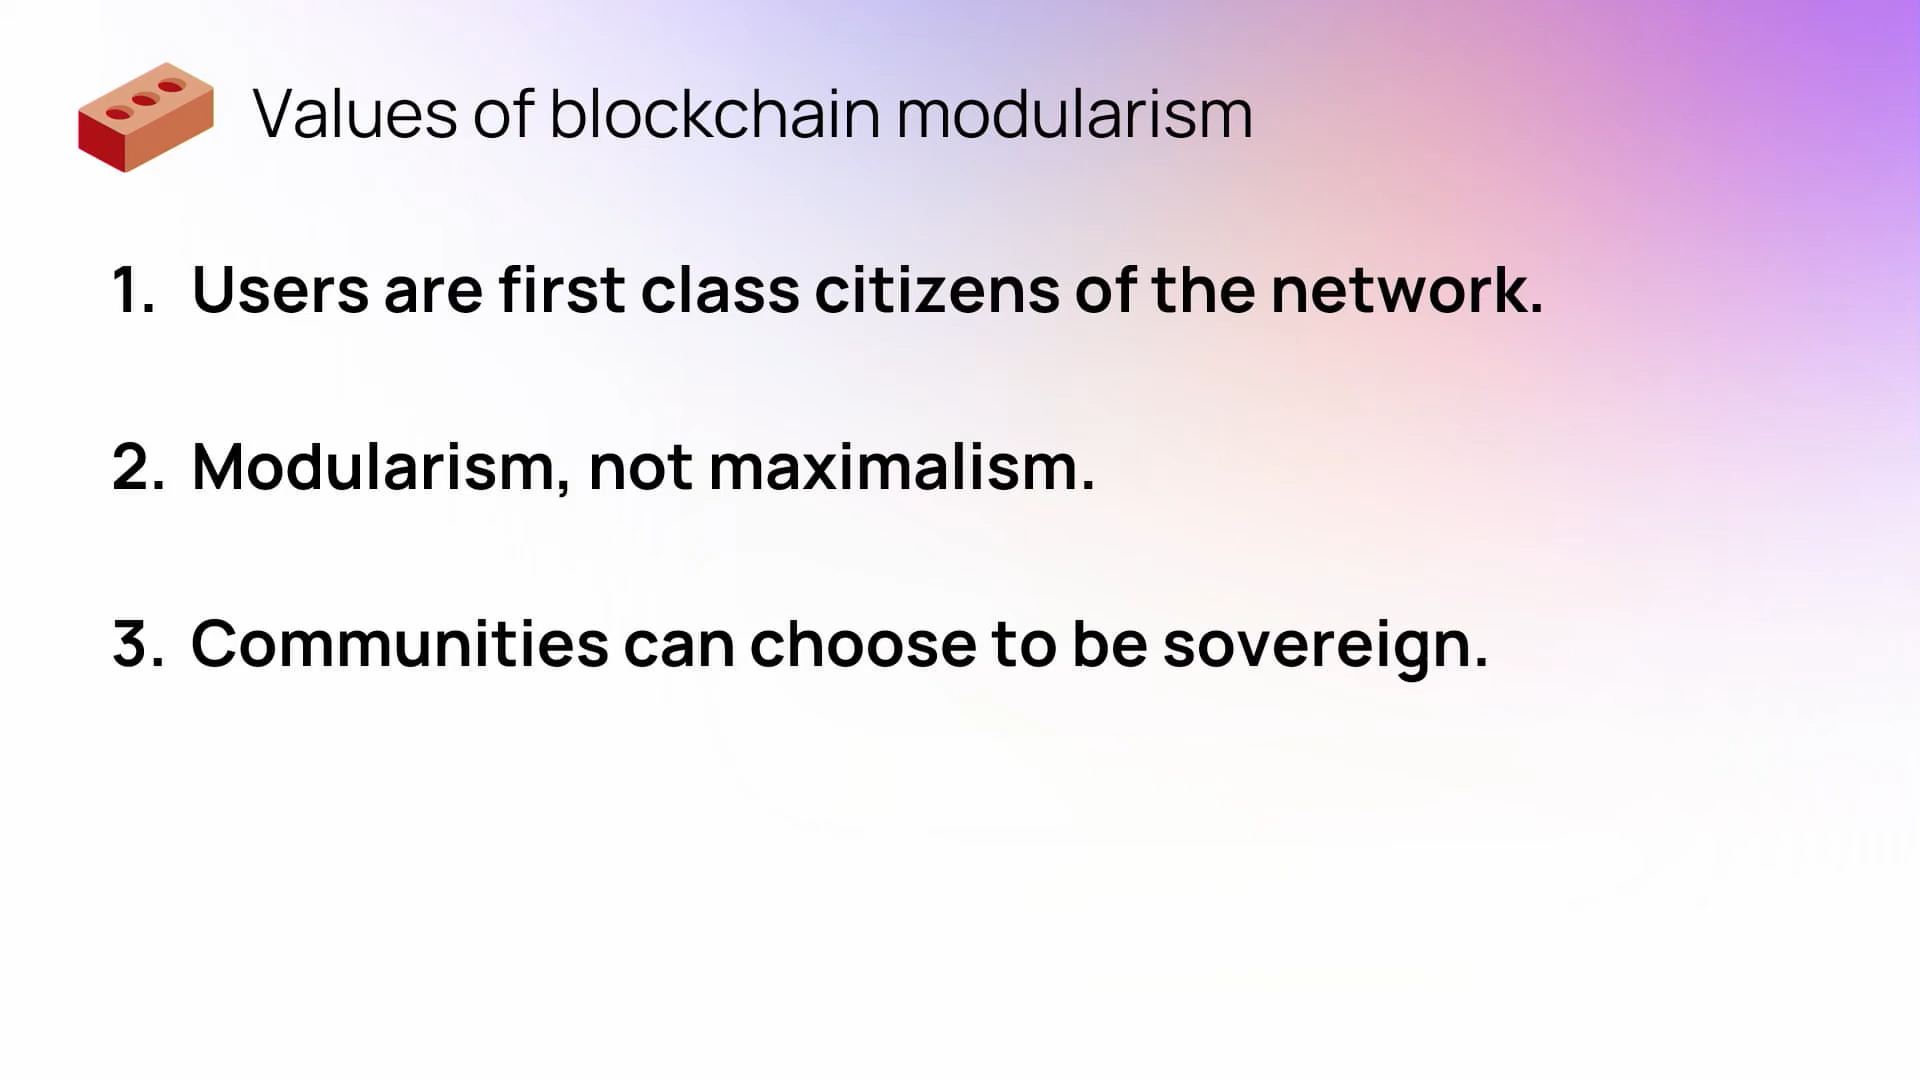 Values of blockchain modularism
1. Users are first class citizens of the network.
2. Modularism, not maximalism.
3. Communities can choose to be sovereign.